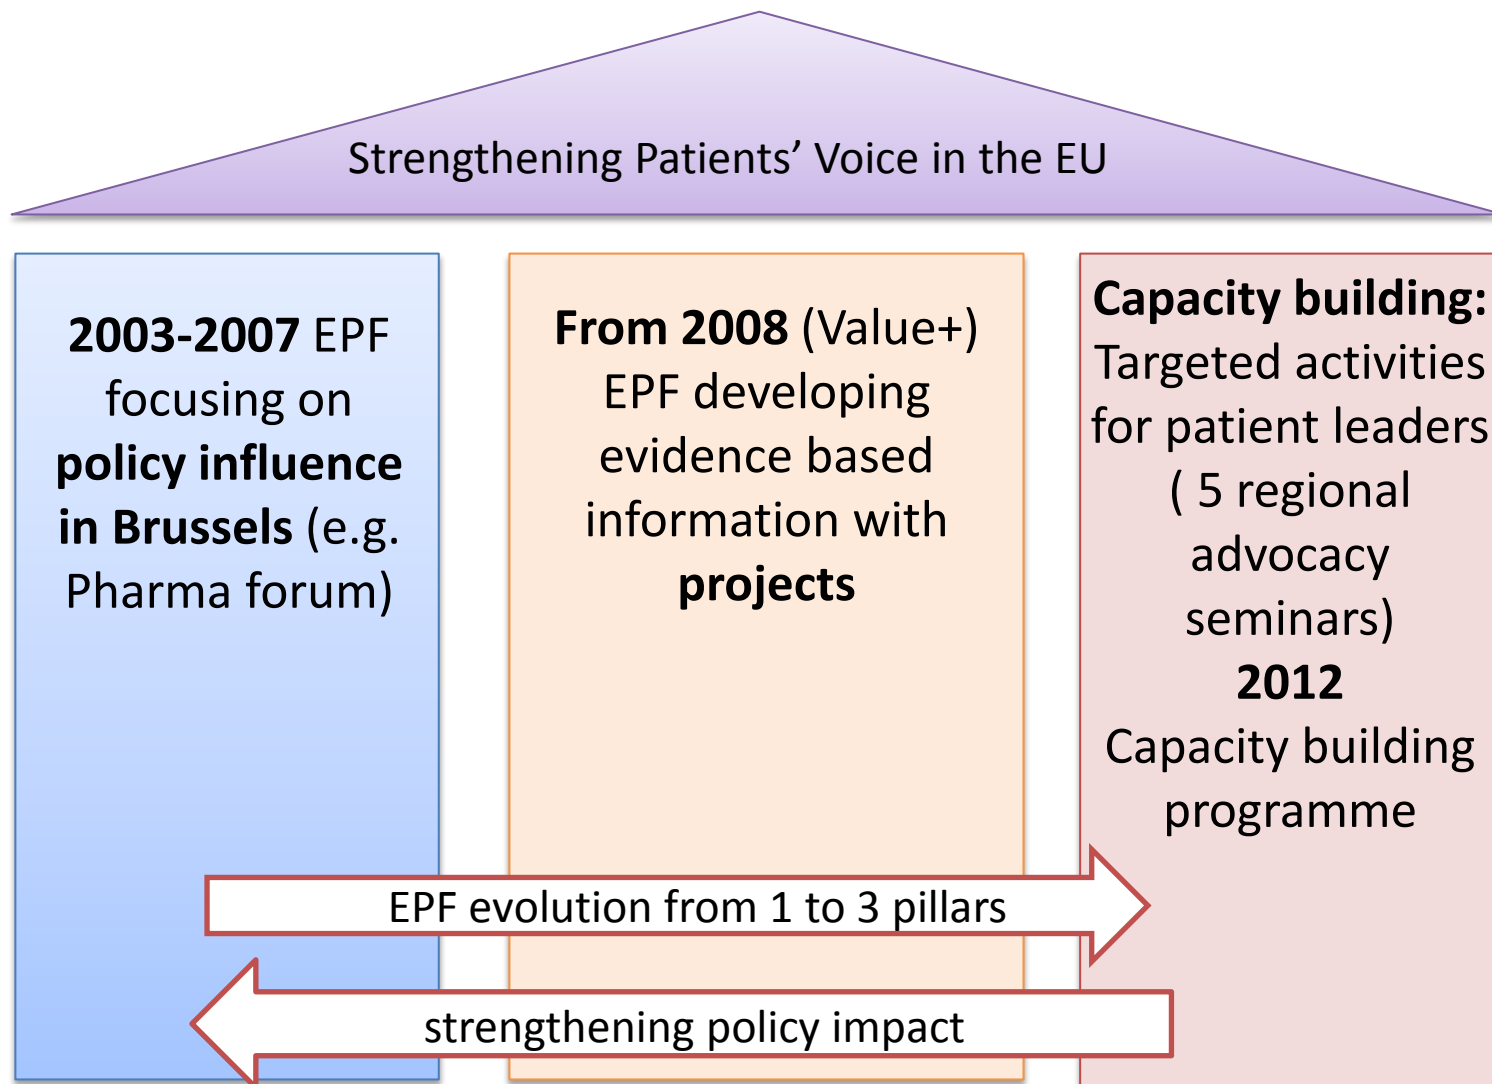 Strengthening Patients’ Voice in the EU
2003-2007 EPF
focusing on
policy influence
in Brussels (e.g.
Pharma forum)
From 2008 (Value+)
EPF developing
evidence based
information with
projects
Capacity building:
Targeted activities
for patient leaders
( 5 regional
advocacy
seminars)
2012
Capacity building
programme
EPF evolution from 1 to 3 pillars
strengthening policy impact